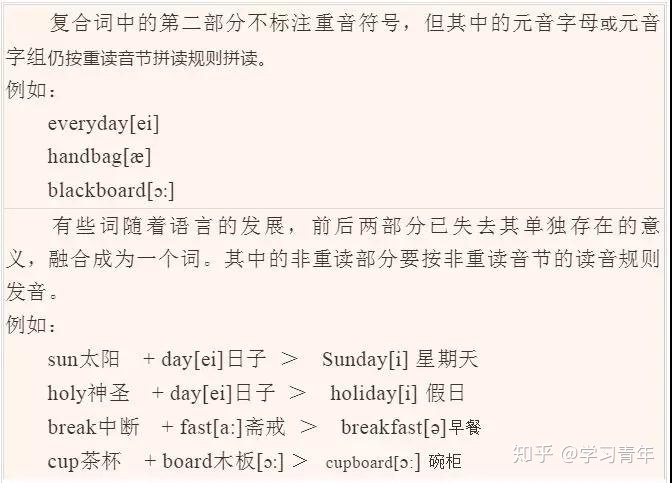 复合词中的第二部分不标注重音符号，但其中的元音字母或元音
字组仍按重读音节拼读规则拼读。
例如：
everyday[ei]
handbag[æ]
blackboard[ɔ:]
有些词随着语言的发展，前后两部分已失去其单独存在的意
义，融合成为一个词。其中的非重读部分要按非重读音节的读音规则
发音。
例如：
sun太阳 + day[ei]日子 ＞ Sunday[i] 星期天
holy神圣 + day[ei]日子 ＞ holiday[i] 假日
break中断 + fast[a:]斋戒 ＞ breakfast[ə]早餐
cup茶杯 + board木板[ɔ:]＞ cupboard[ɔ:] 碗柜
知乎 @学习青年